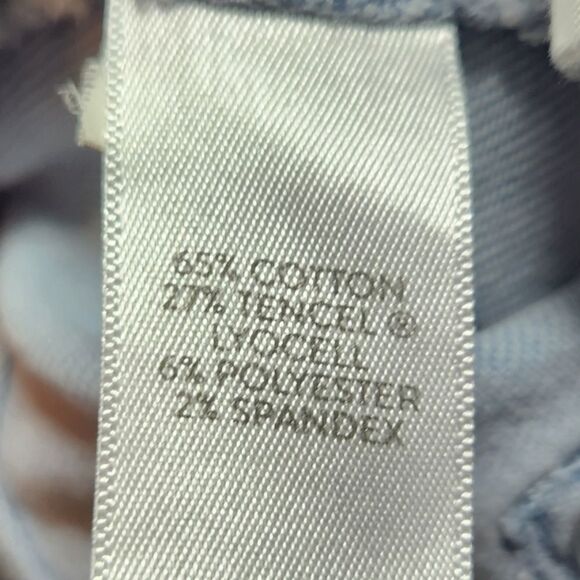 65% COTTON
27% TENCEL ®
LYOCELL
6% POLYESTER
2% SPANDEX